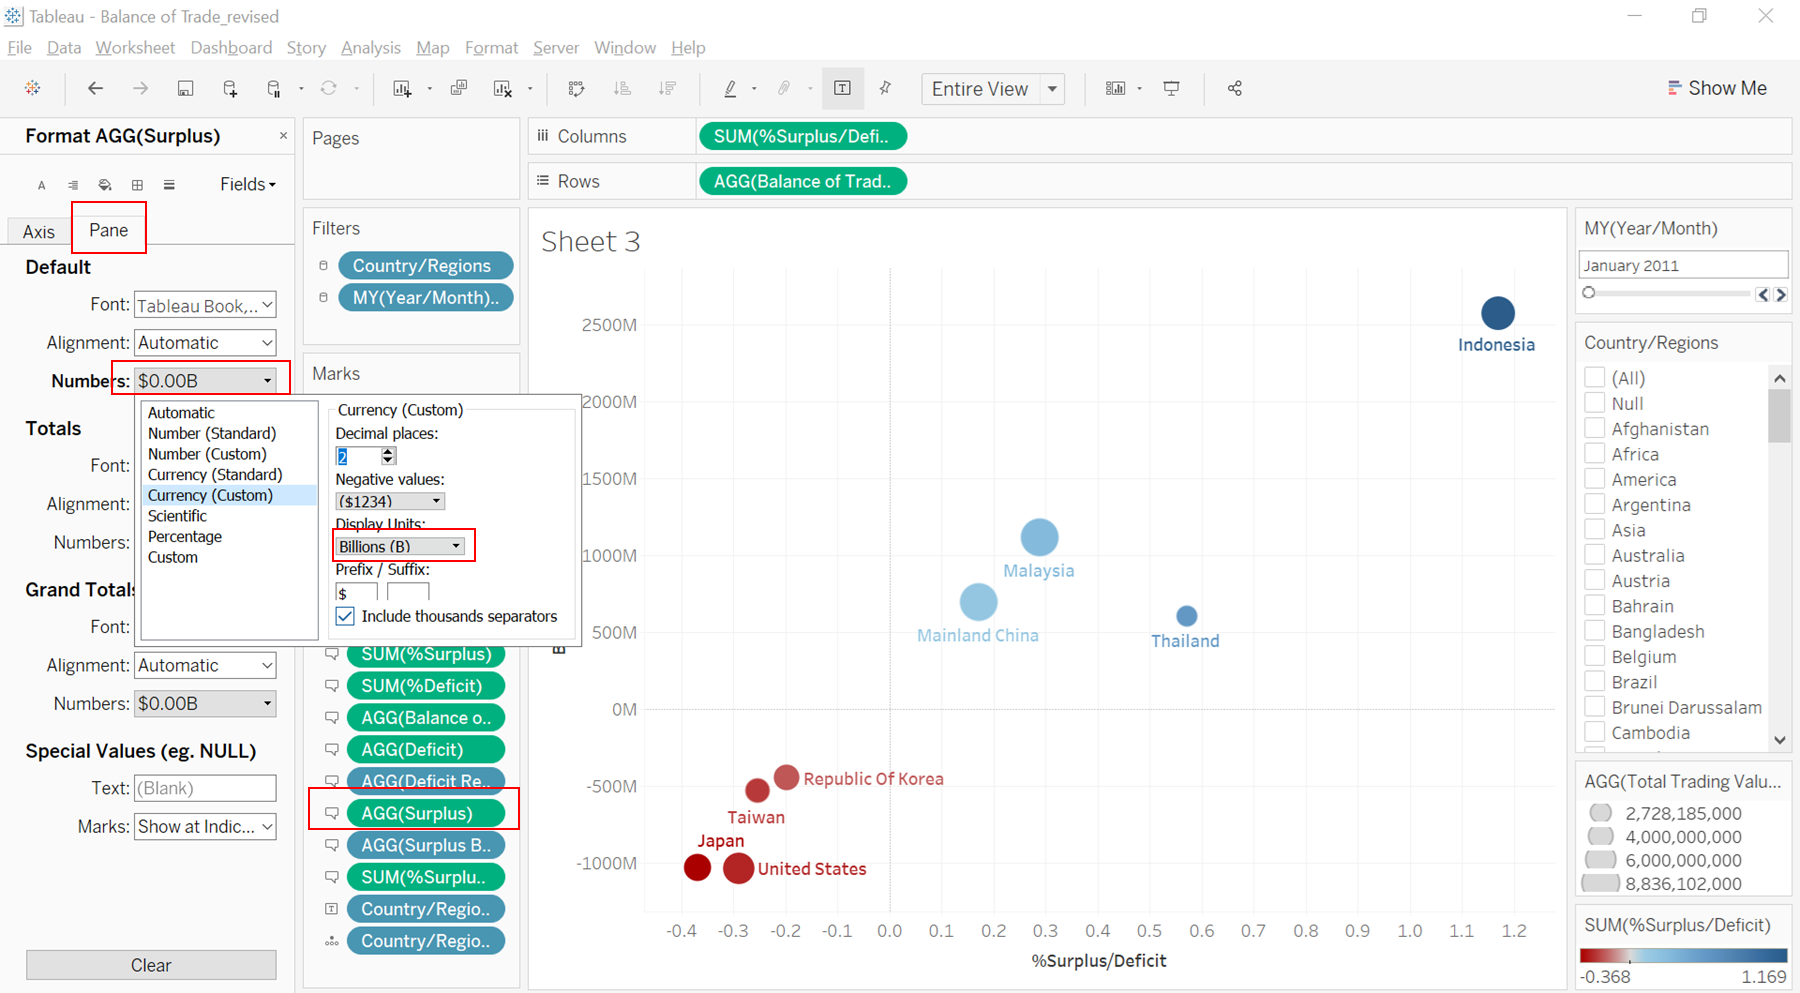 Tableau - Balance of Trade_revised
File Data Worksheet Dashboard Story Analysis Map Format Server Window Help
Entire View
Show Me
Format AGG(Surplus)
Fields
Axis
Pane
Default
Font: Tableau Book,..
Alignment: Automatic
Numbers: $0.00B
Totals
Font:
Alignment:
Numbers:
Grand Totals
Font:
Alignment: Automatic
Numbers: $0.00B
Special Values (eg. NULL)
Text: (Blank)
Marks: Show at Indic...
Clear
Automatic
Number (Standard)
Number (Custom)
Currency (Standard)
Currency (Custom)
Scientific
Percentage
Custom
Currency (Custom)
Decimal places:
2
Negative values:
($1234)
Display Units:
Billions (B)
Prefix / Suffix:
$
Include thousands separators
Pages
Filters
Country/Regions
MY(Year/Month)..
Marks
SUM(%Surplus)
SUM(%Deficit)
AGG(Balance o..
AGG(Deficit)
AGG(Deficit Re..
AGG(Surplus)
AGG(Surplus B..
SUM(%Surplu..
Country/Regio..
Country/Regio..
Columns
SUM(%Surplus/Defi..
Rows
AGG(Balance of Trad..
Sheet 3
2500M
2000M
1500M
1000M
500M
0M
-500M
-1000M
Indonesia
Malaysia
Mainland China
Thailand
Republic Of Korea
Taiwan
Japan
United States
-0.4 -0.3 -0.2 -0.1 0.0 0.1 0.2 0.3 0.4 0.5 0.6 0.7 0.8 0.9 1.0 1.1 1.2
%Surplus/Deficit
MY(Year/Month)
January 2011
Country/Regions
(All)
Null
Afghanistan
Africa
America
Argentina
Asia
Australia
Austria
Bahrain
Bangladesh
Belgium
Brazil
Brunei Darussalam
Cambodia
AGG(Total Trading Valu...
2,728,185,000
4,000,000,000
6,000,000,000
8,836,102,000
SUM(%Surplus/Deficit)
-0.368 1.169